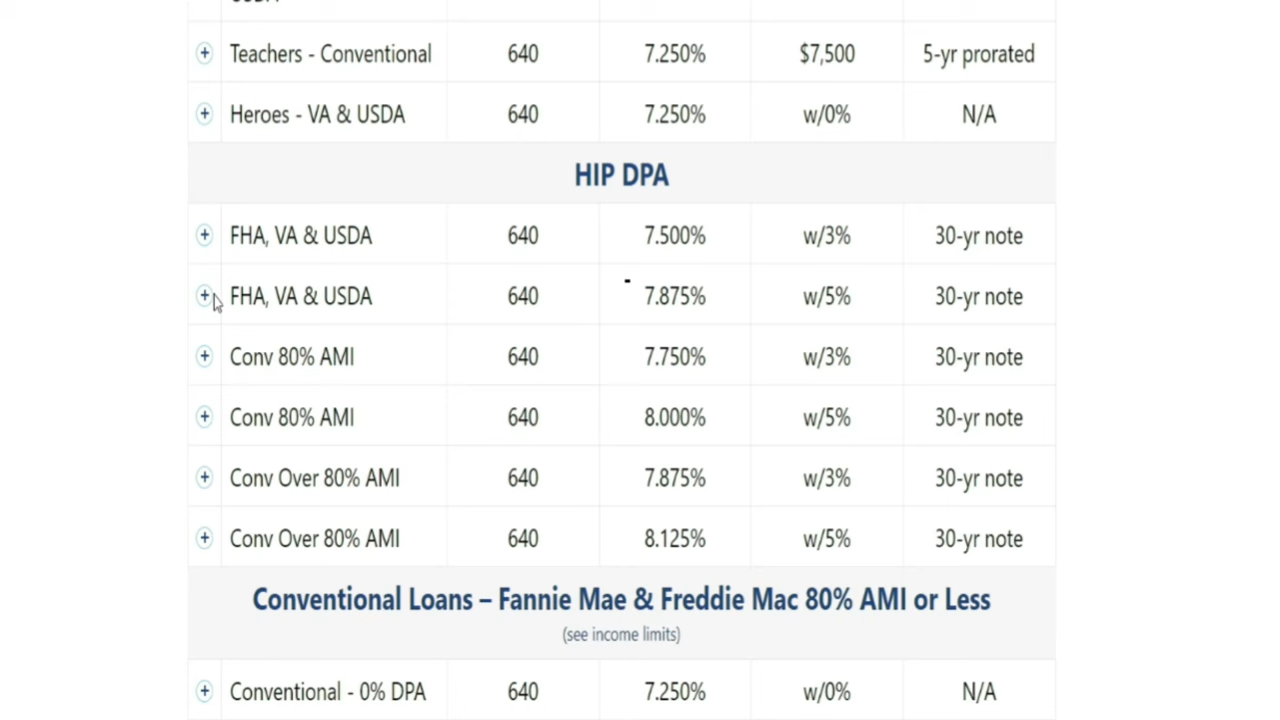 USDA
Teachers - Conventional 640 7.250% $7,500 5-yr prorated
Heroes - VA & USDA 640 7.250% w/0% N/A
HIP DPA
FHA, VA & USDA 640 7.500% w/3% 30-yr note
FHA, VA & USDA 640 7.875% w/5% 30-yr note
Conv 80% AMI 640 7.750% w/3% 30-yr note
Conv 80% AMI 640 8.000% w/5% 30-yr note
Conv Over 80% AMI 640 7.875% w/3% 30-yr note
Conv Over 80% AMI 640 8.125% w/5% 30-yr note
Conventional Loans – Fannie Mae & Freddie Mac 80% AMI or Less
(see income limits)
Conventional - 0% DPA 640 7.250% w/0% N/A